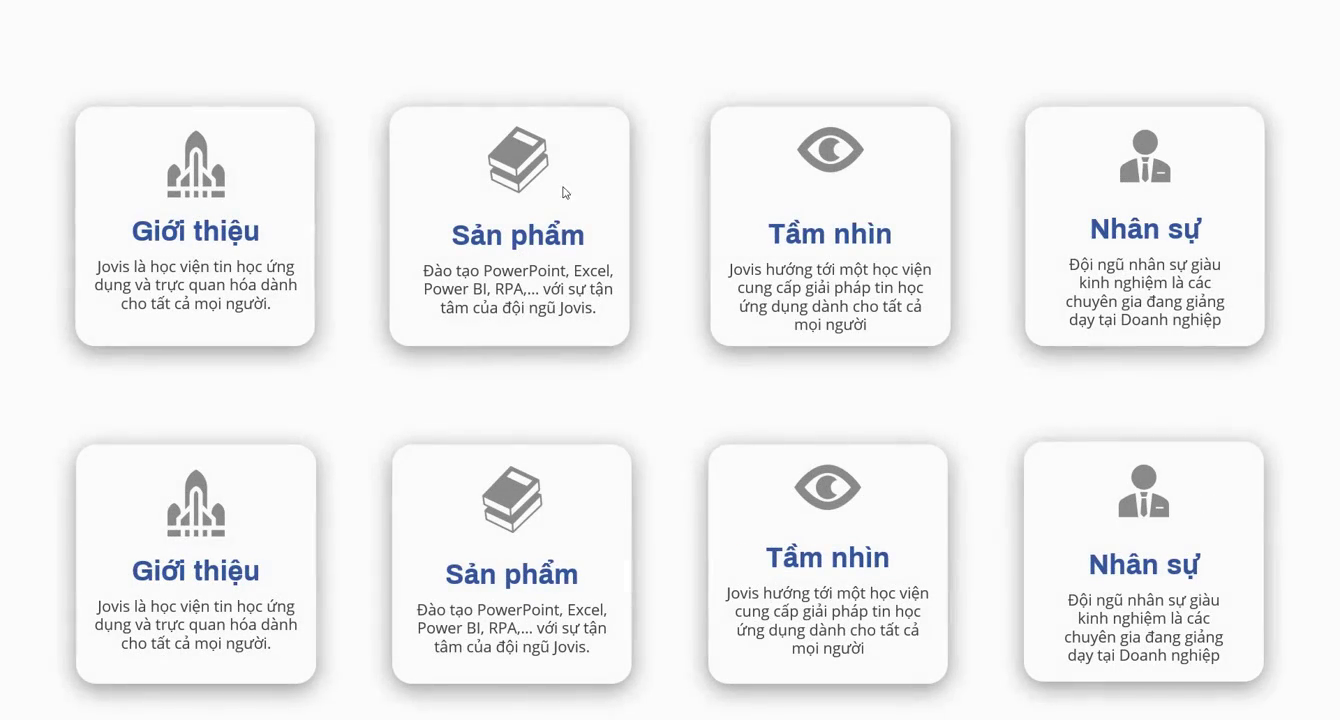 Giới thiệu
Jovis là học viện tin học ứng
dụng và trực quan hóa dành
cho tất cả mọi người.
Sản phẩm
Đào tạo PowerPoint, Excel,
Power BI, RPA,... với sự tận
tâm của đội ngũ Jovis.
Tầm nhìn
Jovis hướng tới một học viện
cung cấp giải pháp tin học
ứng dụng dành cho tất cả
mọi người
Nhân sự
Đội ngũ nhân sự giàu
kinh nghiệm là các
chuyên gia đang giảng
dạy tại Doanh nghiệp
Giới thiệu
Jovis là học viện tin học ứng
dụng và trực quan hóa dành
cho tất cả mọi người.
Sản phẩm
Đào tạo PowerPoint, Excel,
Power BI, RPA,... với sự tận
tâm của đội ngũ Jovis.
Tầm nhìn
Jovis hướng tới một học viện
cung cấp giải pháp tin học
ứng dụng dành cho tất cả
mọi người
Nhân sự
Đội ngũ nhân sự giàu
kinh nghiệm là các
chuyên gia đang giảng
dạy tại Doanh nghiệp